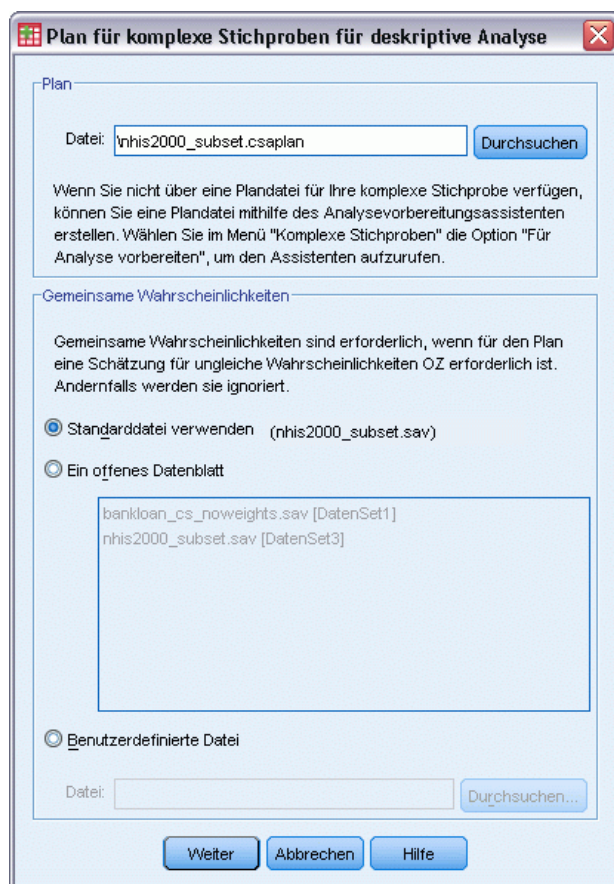 Plan für komplexe Stichproben für deskriptive Analyse
Plan
Datei: \nhis2000_subset.csaplan Durchsuchen
Wenn Sie nicht über eine Plandatei für Ihre komplexe Stichprobe verfügen,
können Sie eine Plandatei mithilfe des Analysevorbereitungsassistenten
erstellen. Wählen Sie im Menü "Komplexe Stichproben" die Option "Für
Analyse vorbereiten", um den Assistenten aufzurufen.
Gemeinsame Wahrscheinlichkeiten
Gemeinsame Wahrscheinlichkeiten sind erforderlich, wenn für den Plan
eine Schätzung für ungleiche Wahrscheinlichkeiten OZ erforderlich ist.
Andernfalls werden sie ignoriert.
Standarddatei verwenden (nhis2000_subset.sav)
Ein offenes Datenblatt
bankloan_cs_noweights.sav [DatenSet1]
nhis2000_subset.sav [DatenSet3]
Benutzerdefinierte Datei
Datei: Durchsuchen...
Weiter Abbrechen Hilfe